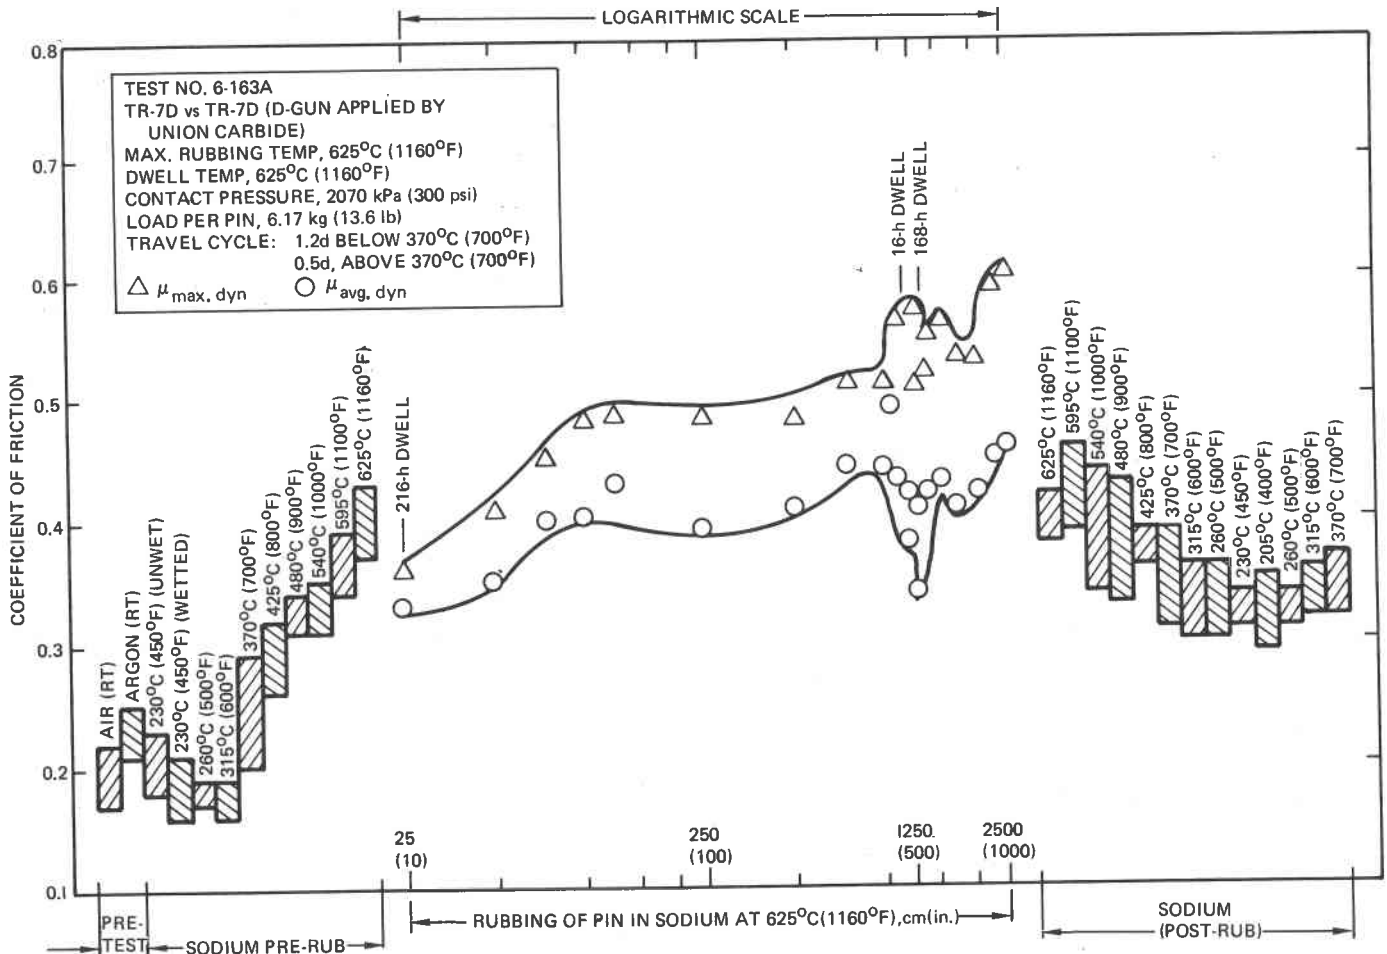 LOGARITHMIC SCALE
0.8
0.7
0.6
0.5
0.4
0.3
0.2
0.1
COEFFICIENT OF FRICTION
TEST NO. 6-163A
TR-7D vs TR-7D (D-GUN APPLIED BY
UNION CARBIDE)
MAX. RUBBING TEMP, 625°C (1160°F)
DWELL TEMP, 625°C (1160°F)
CONTACT PRESSURE, 2070 kPa (300 psi)
LOAD PER PIN, 6.17 kg (13.6 lb)
TRAVEL CYCLE: 1.2d BELOW 370°C (700°F)
0.5d, ABOVE 370°C (700°F)
△ μ max. dyn ○ μ avg. dyn
AIR (RT)
ARGON (RT)
230°C (450°F) (UNWET)
230°C (450°F) (WETTED)
260°C (500°F)
315°C (600°F)
370°C (700°F)
425°C (800°F)
480°C (900°F)
540°C (1000°F)
595°C (1100°F)
625°C (1160°F)
216-h DWELL
16-h DWELL
168-h DWELL
625°C (1160°F)
595°C (1100°F)
540°C (1000°F)
480°C (900°F)
425°C (800°F)
370°C (700°F)
315°C (600°F)
260°C (500°F)
230°C (450°F)
205°C (400°F)
260°C (500°F)
315°C (600°F)
370°C (700°F)
25
(10)
250
(100)
1250.
(500)
2500
(1000)
PRE-
TEST
SODIUM PRE-RUB
RUBBING OF PIN IN SODIUM AT 625°C(1160°F),cm(in.)
SODIUM
(POST-RUB)